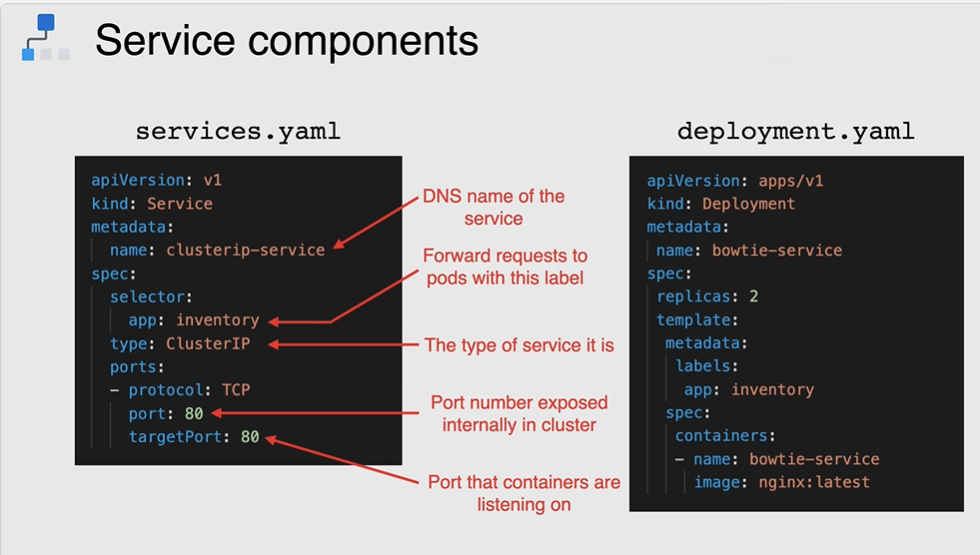 Service components
services.yaml
apiVersion: v1
kind: Service
metadata:
  name: clusterip-service
spec:
  selector:
    app: inventory
  type: ClusterIP
  ports:
  - protocol: TCP
    port: 80
    targetPort: 80
DNS name of the
service
Forward requests to
pods with this label
The type of service it is
Port number exposed
internally in cluster
Port that containers are
listening on
deployment.yaml
apiVersion: apps/v1
kind: Deployment
metadata:
 name: bowtie-service
spec:
 replicas: 2
 template:
  metadata:
   labels:
    app: inventory
  spec:
   containers:
   - name: bowtie-service
     image: nginx:latest